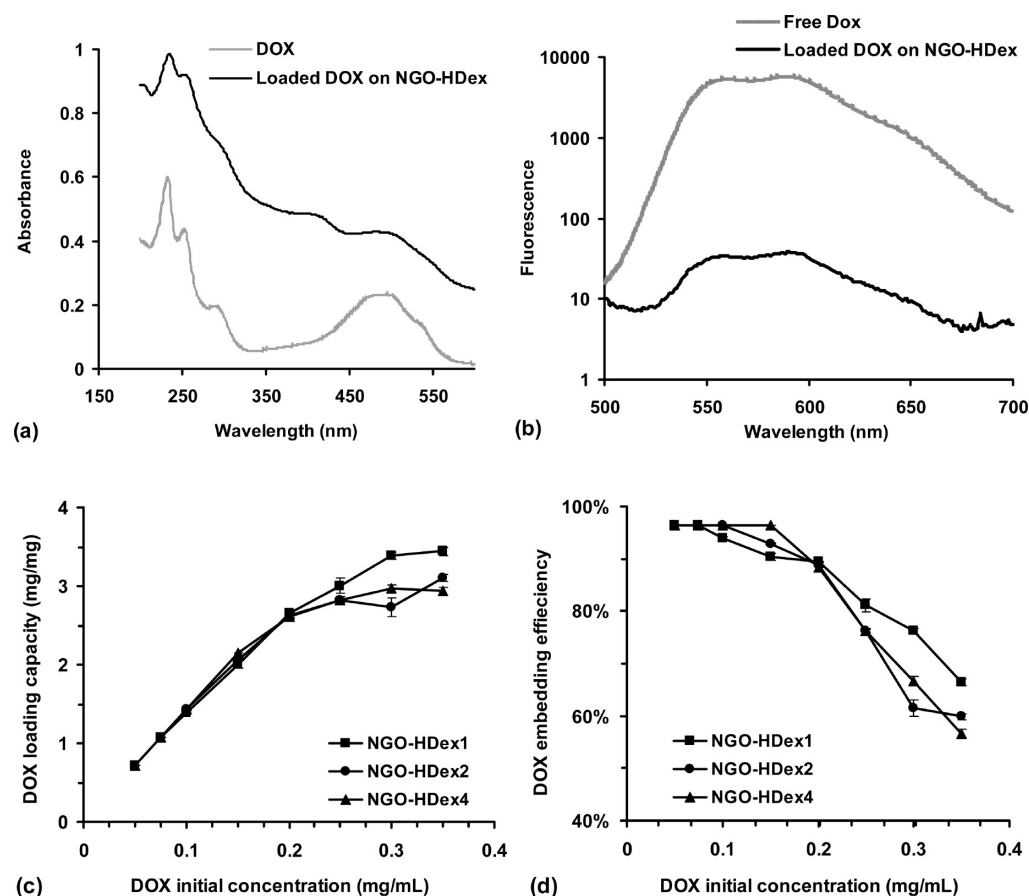 DOX
Loaded DOX on NGO-HDex
1
0.8
0.6
0.4
0.2
0
Absorbance
150 250 350 450 550
Wavelength (nm)
(a)
Free Dox
Loaded DOX on NGO-HDex
10000
1000
100
10
1
Fluorescence
500 550 600 650 700
Wavelength (nm)
(b)
4
3
2
1
0
DOX loading capacity (mg/mg)
NGO-HDex1
NGO-HDex2
NGO-HDex4
0 0.1 0.2 0.3 0.4
DOX initial concentration (mg/mL)
(c)
100%
80%
60%
40%
DOX embedding effieciency
NGO-HDex1
NGO-HDex2
NGO-HDex4
0 0.1 0.2 0.3 0.4
DOX initial concentration (mg/mL)
(d)